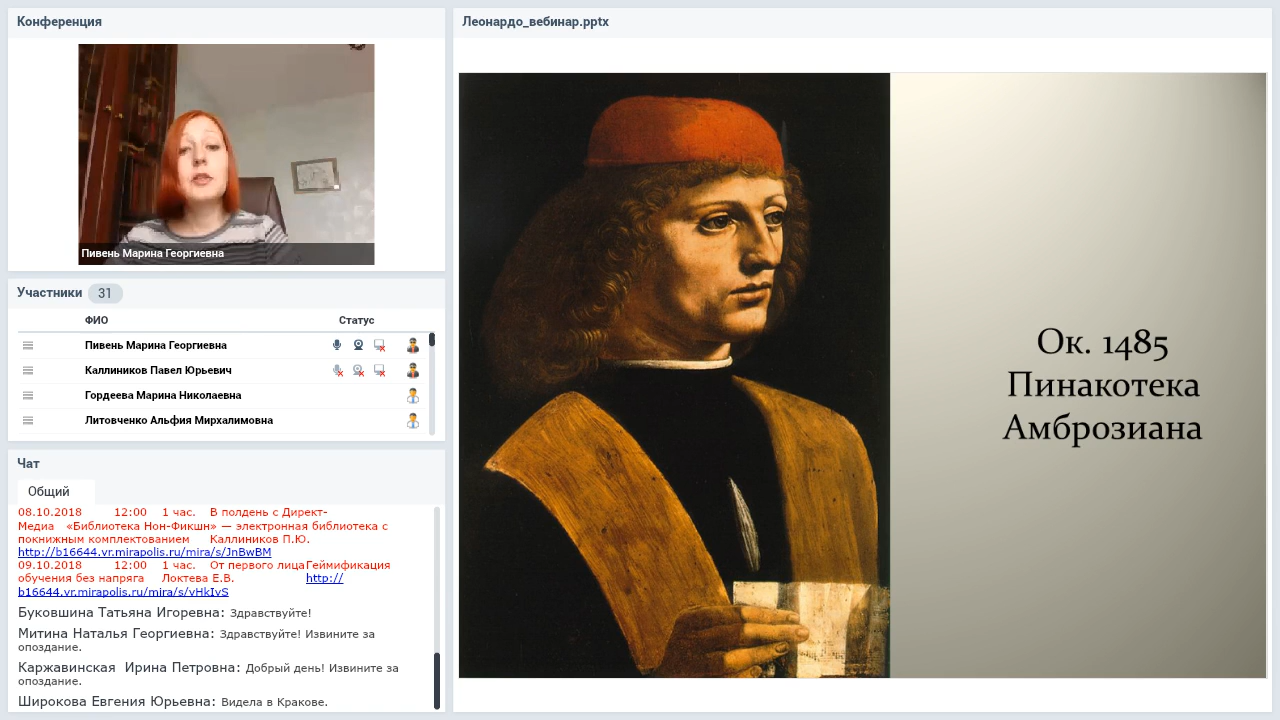 Конференция
Пивень Марина Георгиевна
Участники 31
ФИО Статус
Пивень Марина Георгиевна
Каллиников Павел Юрьевич
Гордеева Марина Николаевна
Литовченко Альфия Мирхалимовна
Чат
Общий
08.10.2018 12:00 1 час. В полдень с Директ-
Медиа «Библиотека Нон-Фикшн» — электронная библиотека с
покнижным комплектованием Каллиников П.Ю.
http://b16644.vr.mirapolis.ru/mira/s/JnBwBM
09.10.2018 12:00 1 час. От первого лицаГеймификация
обучения без напряга Локтева Е.В. http://
b16644.vr.mirapolis.ru/mira/s/vHkIvS
Буковшина Татьяна Игоревна: Здравствуйте!
Митина Наталья Георгиевна: Здравствуйте! Извините за
опоздание.
Каржавинская Ирина Петровна: Добрый день! Извините за
опоздание.
Широкова Евгения Юрьевна: Видела в Кракове.
Леонардо_вебинар.pptx
Ок. 1485
Пинакотека
Амброзиана